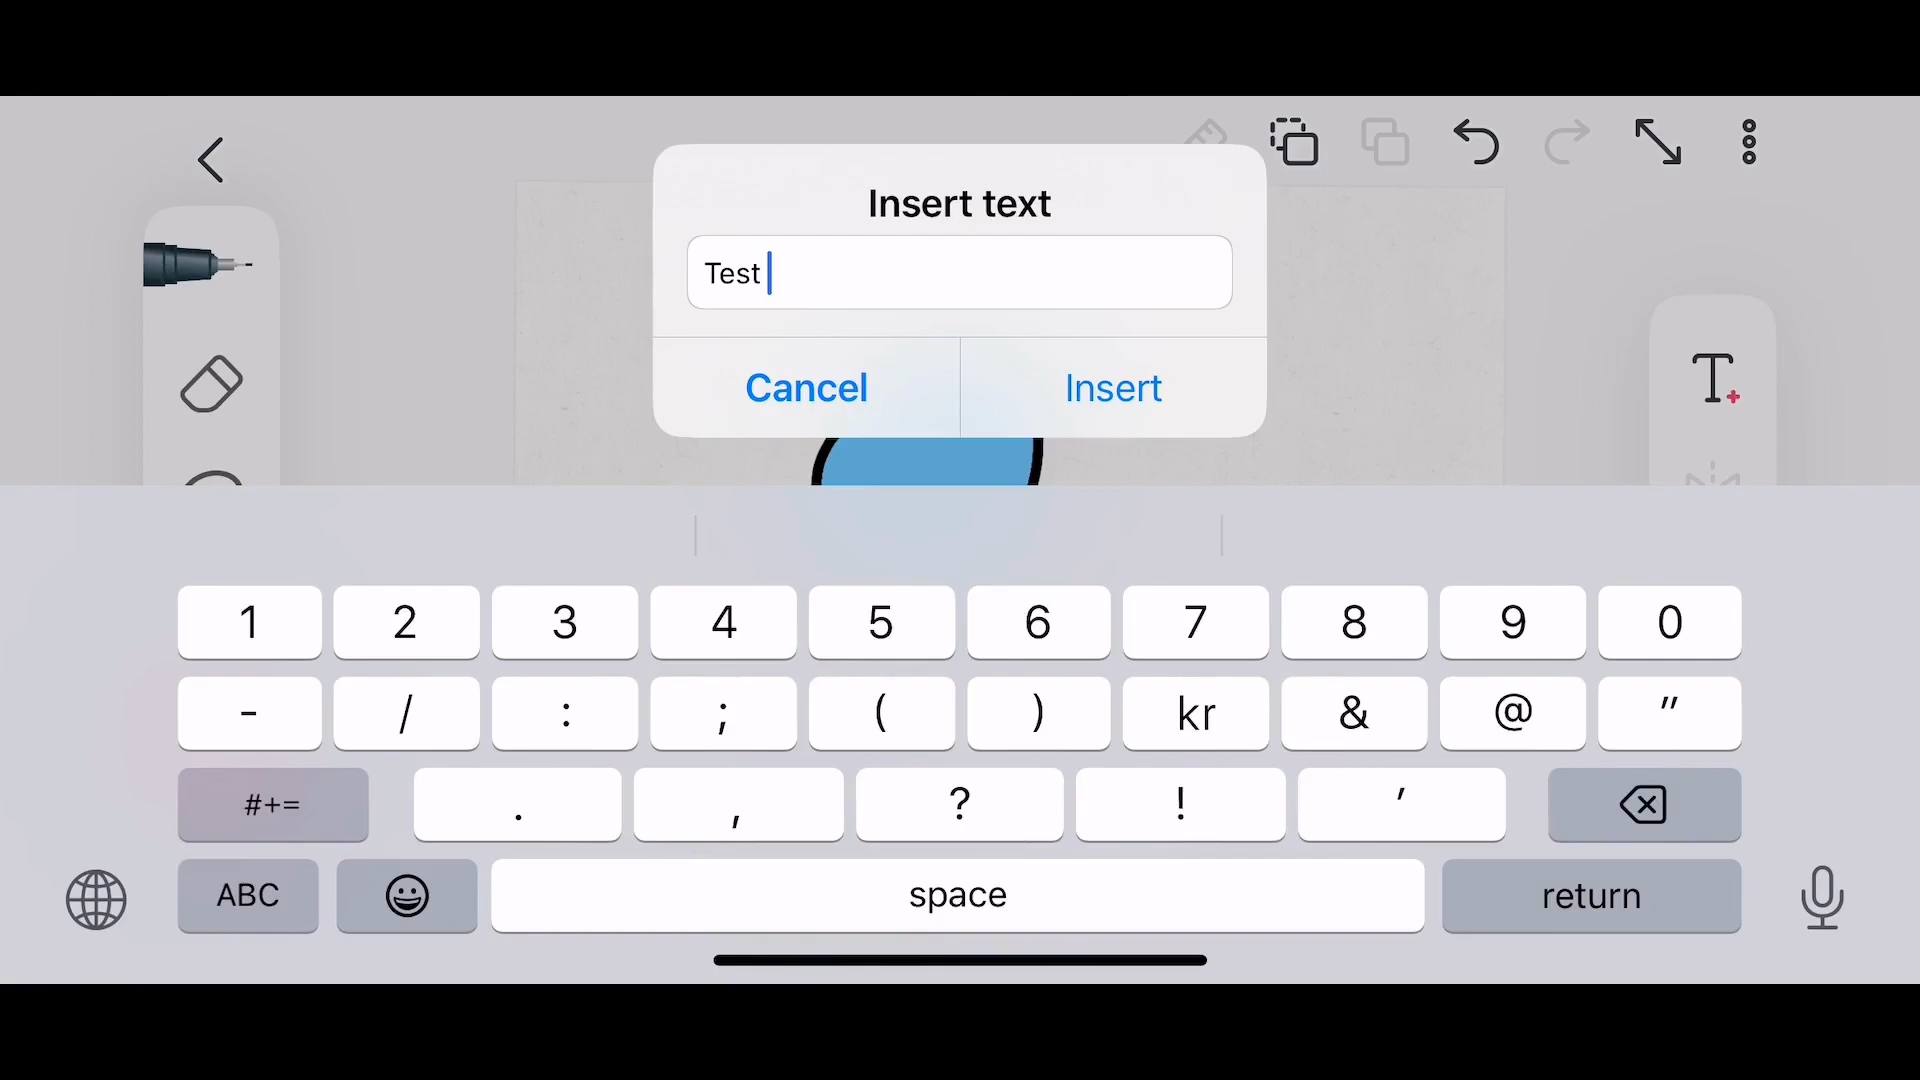 Insert text
Test
Cancel Insert
T
1 2 3 4 5 6 7 8 9 0
- / : ; ( ) kr & @ "
#+= . , ? ! '
ABC space return